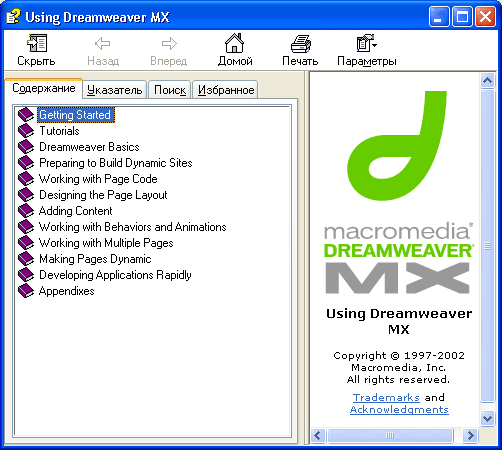 Using Dreamweaver MX
Скрыть
Назад
Вперед
Домой
Печать
Параметры
Содержание
Указатель
Поиск
Избранное
Getting Started
Tutorials
Dreamweaver Basics
Preparing to Build Dynamic Sites
Working with Page Code
Designing the Page Layout
Adding Content
Working with Behaviors and Animations
Working with Multiple Pages
Making Pages Dynamic
Developing Applications Rapidly
Appendixes
macromedia®
DREAMWEAVER®
MX
Using Dreamweaver
MX
Copyright © 1997-2002
Macromedia, Inc.
All rights reserved.
Trademarks and
Acknowledgments